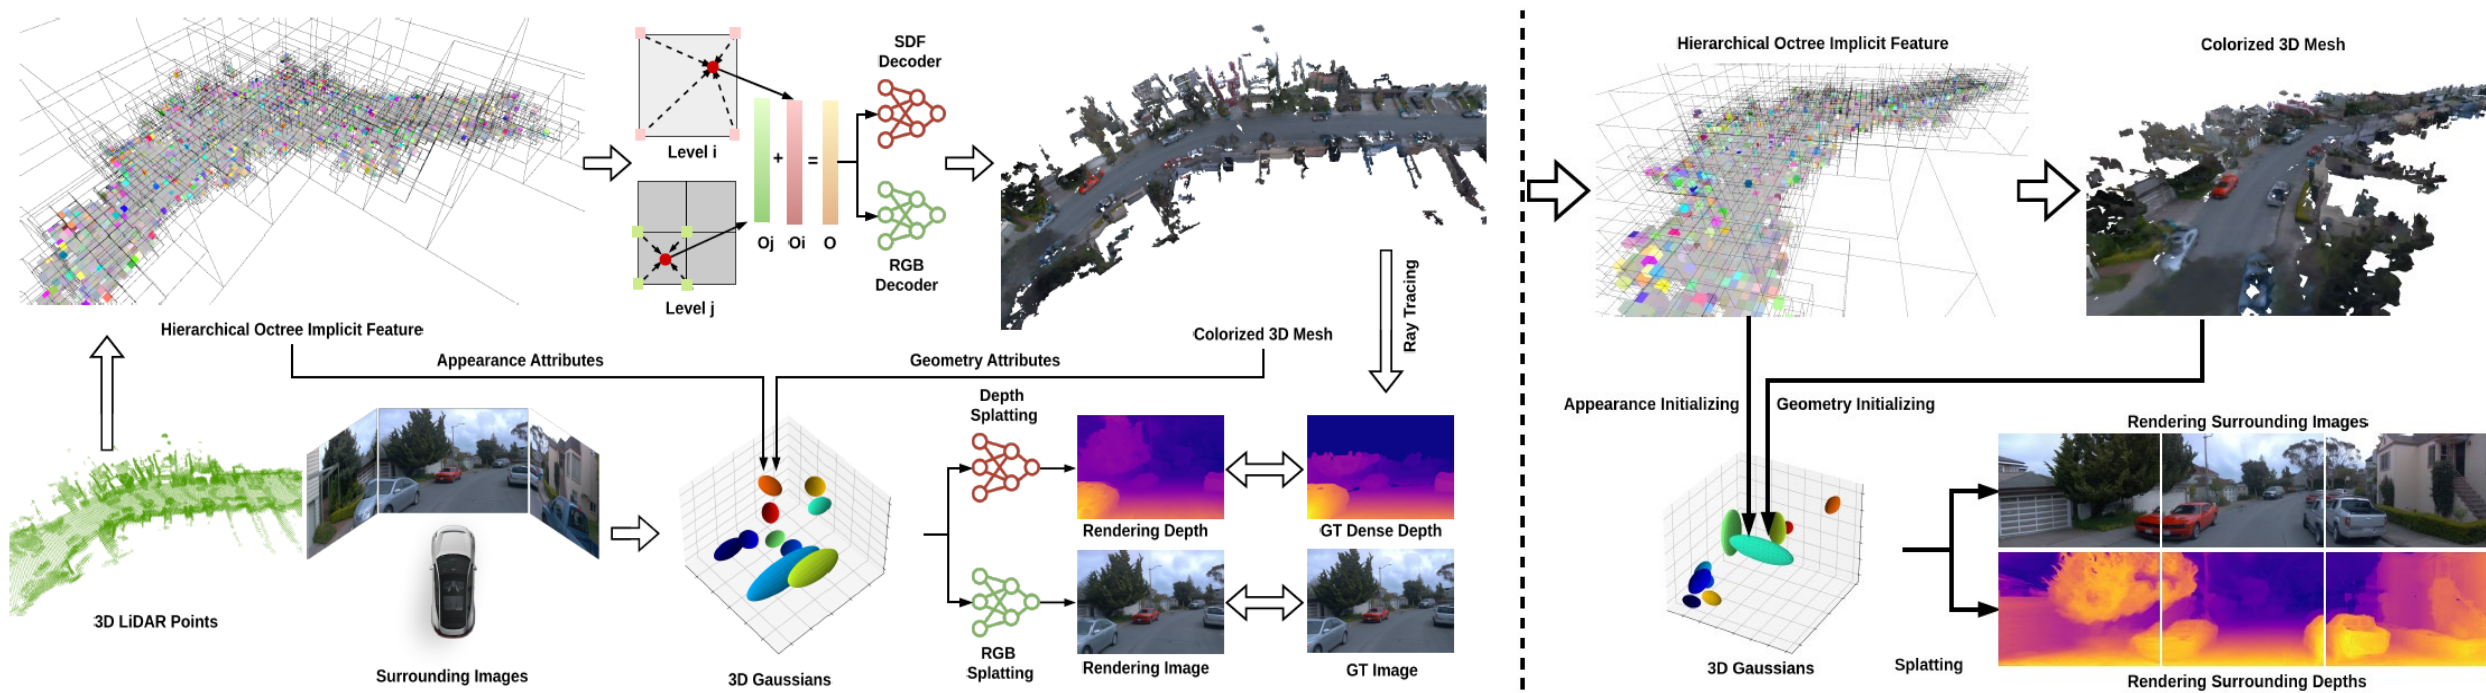 SDF
Decoder
Level i
+
=
Oj
Oi
O
Level j
RGB
Decoder
Hierarchical Octree Implicit Feature
Colorized 3D Mesh
Ray Tracing
Appearance Attributes
Geometry Attributes
3D LiDAR Points
Surrounding Images
3D Gaussians
Depth
Splatting
Rendering Depth
GT Dense Depth
RGB
Splatting
Rendering Image
GT Image
Hierarchical Octree Implicit Feature
Colorized 3D Mesh
Appearance Initializing
Geometry Initializing
3D Gaussians
Splatting
Rendering Surrounding Images
Rendering Surrounding Depths